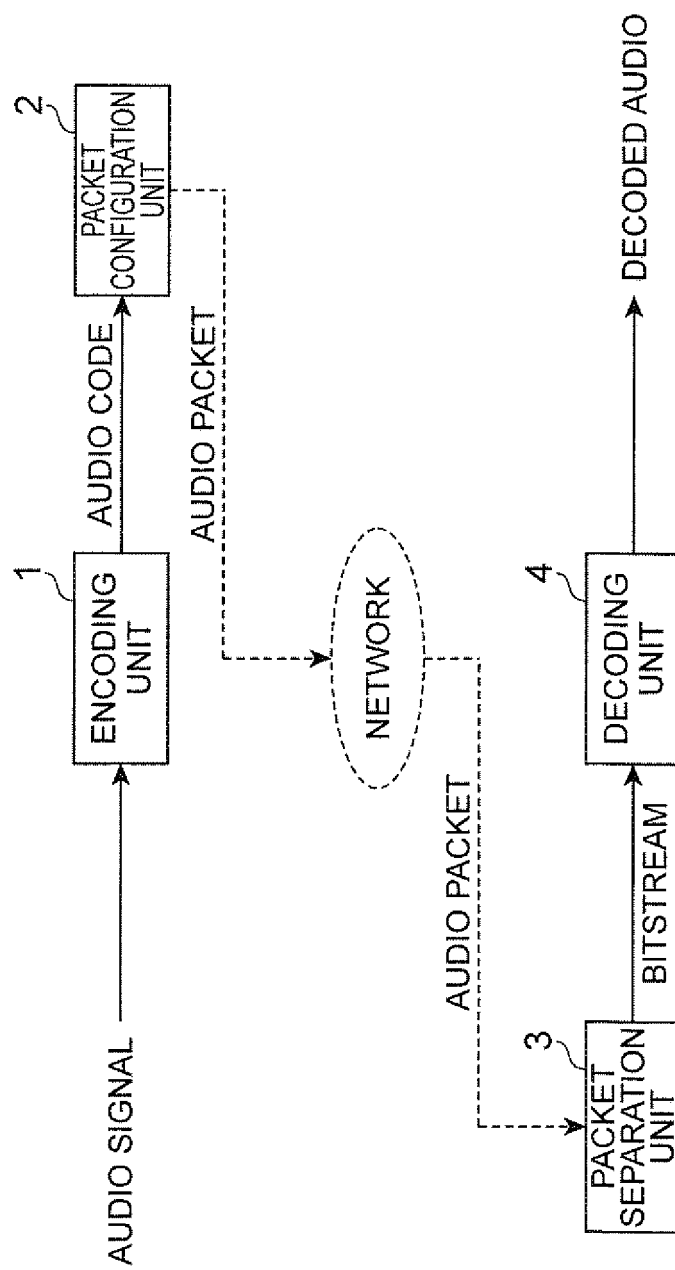 AUDIO SIGNAL
1
ENCODING
UNIT
AUDIO CODE
2
PACKET
CONFIGURATION
UNIT
AUDIO PACKET
NETWORK
AUDIO PACKET
3
PACKET
SEPARATION
UNIT
BITSTREAM
4
DECODING
UNIT
DECODED AUDIO